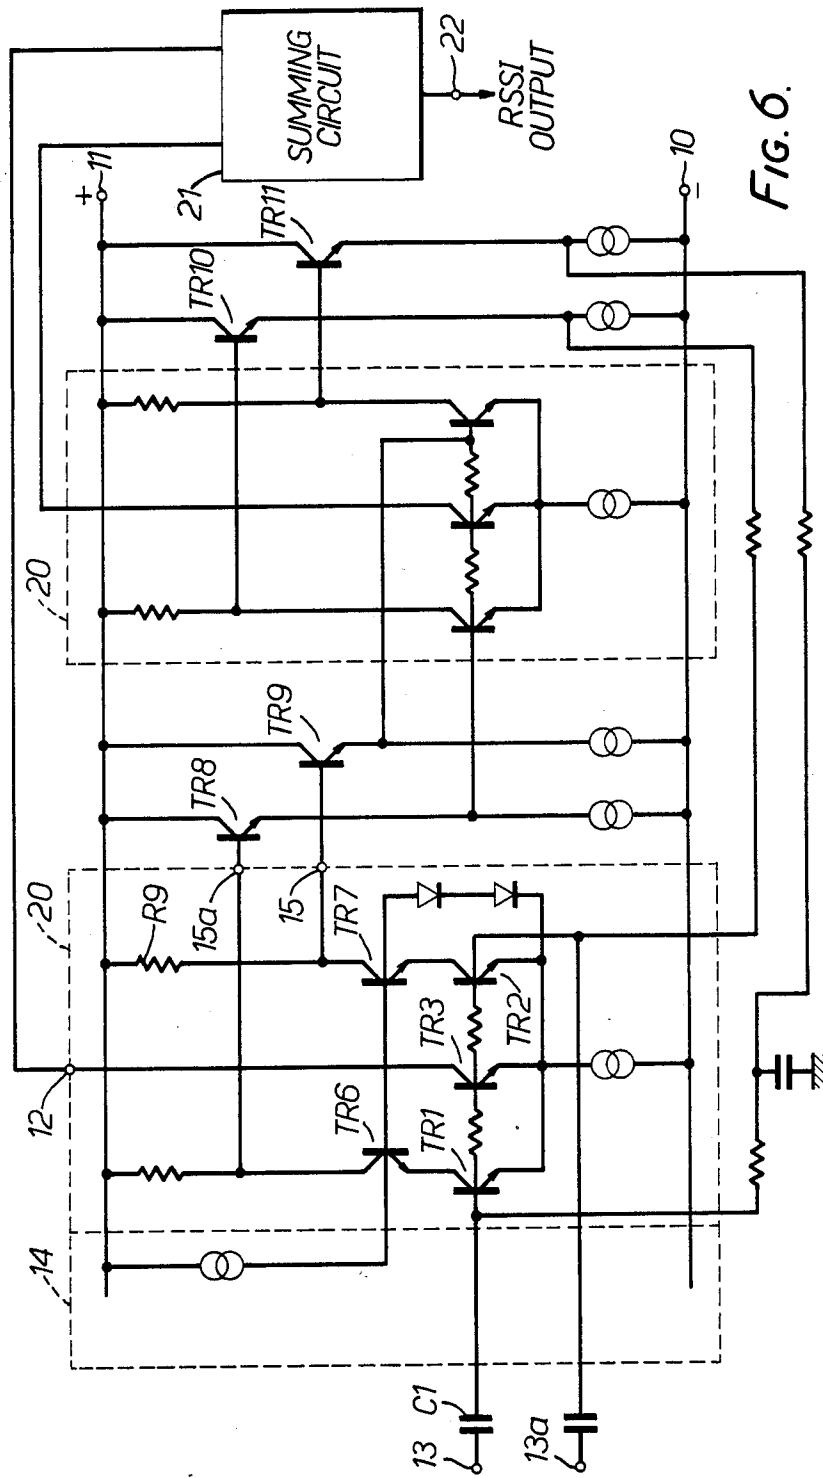 SUMMING
CIRCUIT
21
22
RSSI
OUTPUT
+
11
10
−
TR11
TR10
20
TR9
TR8
20
R9
15a
15
TR7
12
TR6
TR3
TR2
TR1
14
C1
13
13a
FIG. 6.